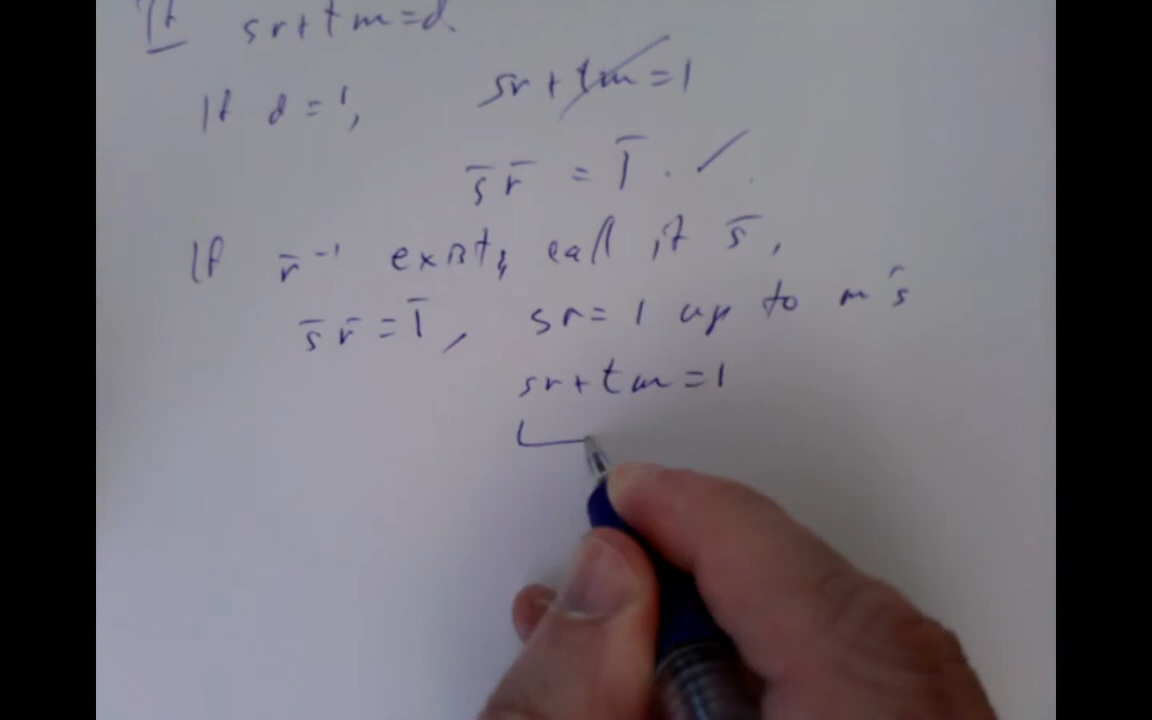 sr+tm=d.
If d=1, sr+tm=1
s̄ r̄ = 1̄.
If r̄⁻¹ exists, call it s̄,
s̄ r̄ = 1̄, sr=1 up to m's
sr+tm=1